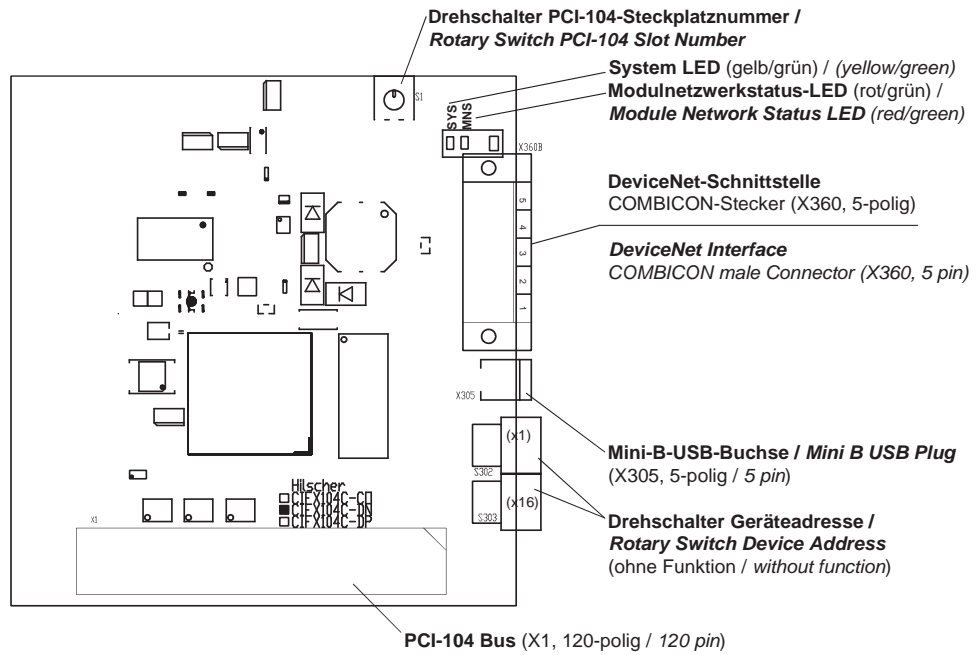 Drehschalter PCI-104-Steckplatznummer /
Rotary Switch PCI-104 Slot Number
System LED (gelb/grün) / (yellow/green)
Modulnetzwerkstatus-LED (rot/grün) /
Module Network Status LED (red/green)
S1
SYS
MNS
X360B
5
4
3
2
1
DeviceNet-Schnittstelle
COMBICON-Stecker (X360, 5-polig)
DeviceNet Interface
COMBICON male Connector (X360, 5 pin)
X305
(x1)
Mini-B-USB-Buchse / Mini B USB Plug
(X305, 5-polig / 5 pin)
S302
(x16)
S303
Drehschalter Geräteadresse /
Rotary Switch Device Address
(ohne Funktion / without function)
Hilscher
CIFX104C-CO
CIFX104C-DN
CIFX104C-DP
X1
PCI-104 Bus (X1, 120-polig / 120 pin)